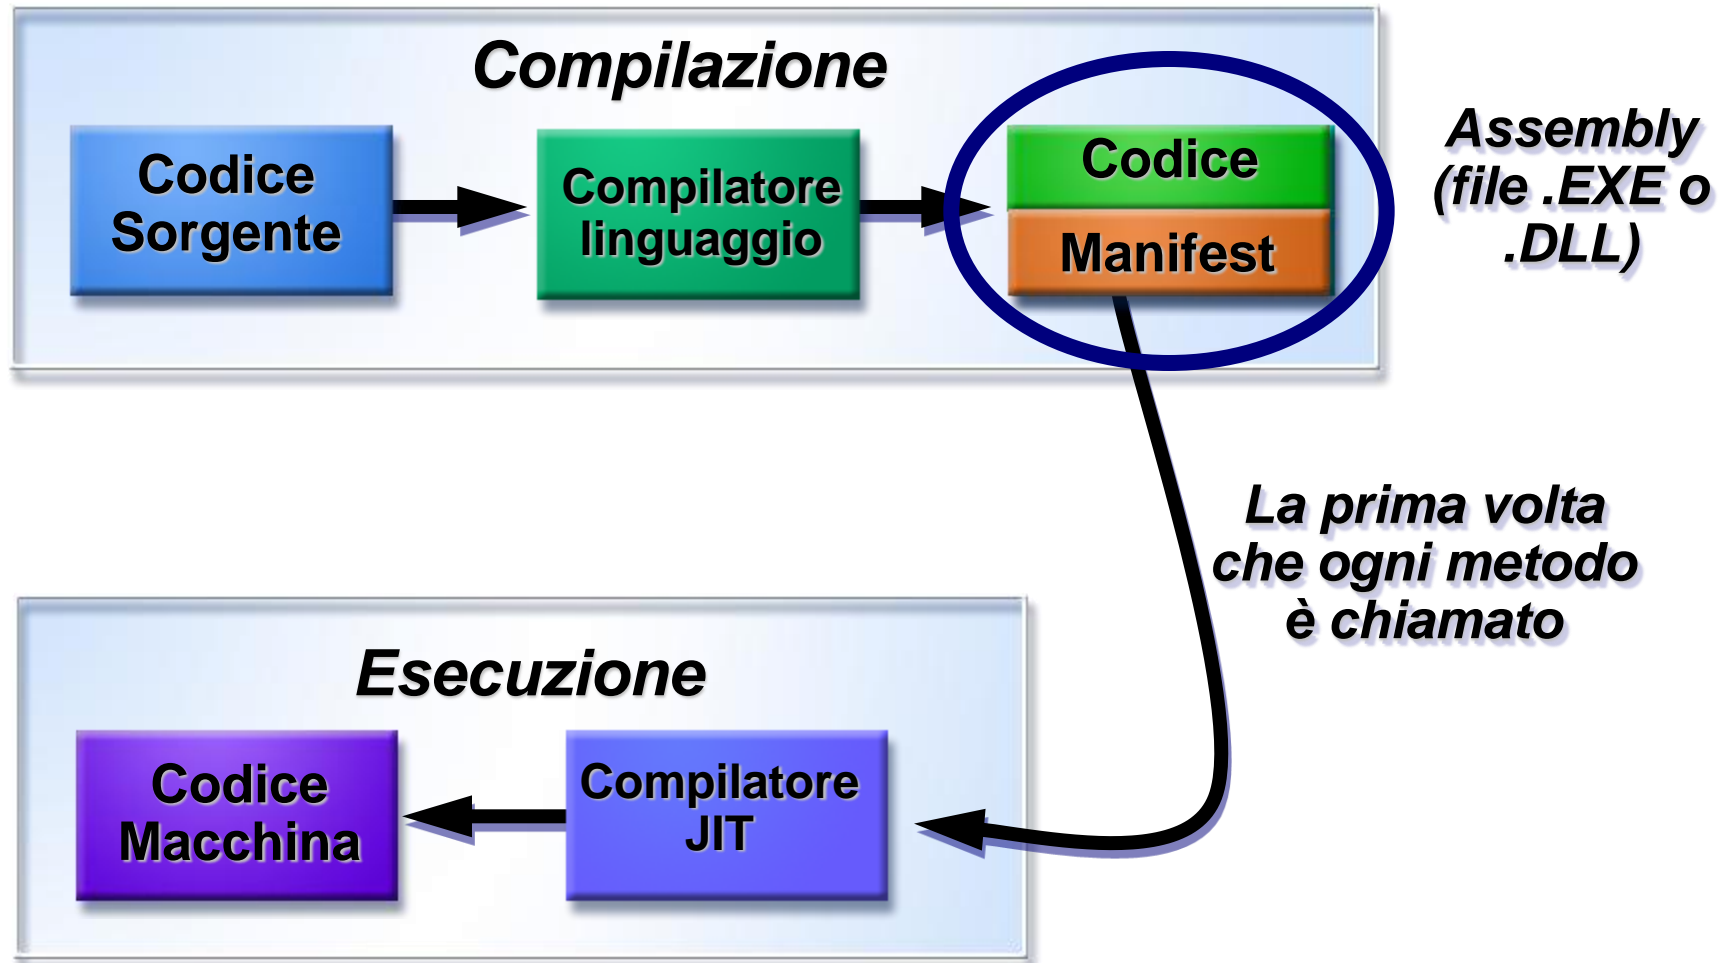 Compilazione
Codice
Sorgente
Compilatore
linguaggio
Codice
Manifest
Assembly
(file .EXE o
.DLL)
La prima volta
che ogni metodo
è chiamato
Esecuzione
Codice
Macchina
Compilatore
JIT